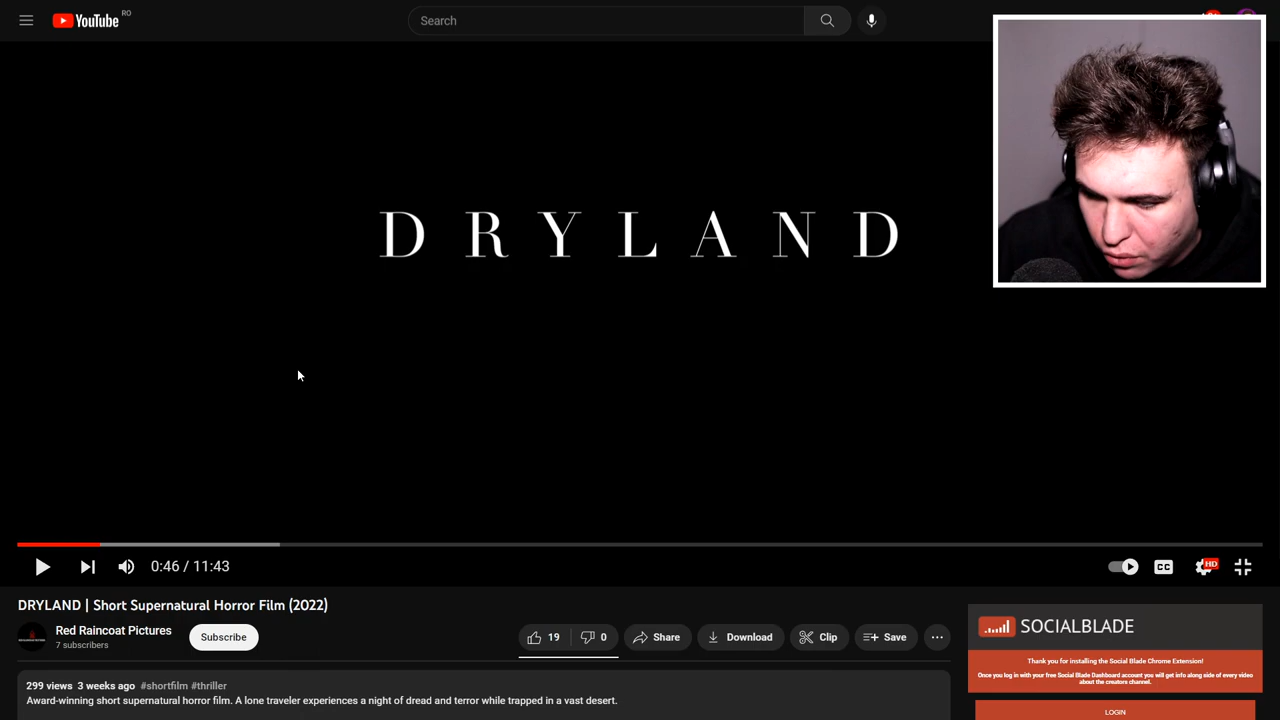 YouTube RO
Search
DRYLAND
0:46 / 11:43
CC
HD
DRYLAND | Short Supernatural Horror Film (2022)
Red Raincoat Pictures
7 subscribers
Subscribe
19
0
Share
Download
Clip
Save
299 views 3 weeks ago #shortfilm #thriller
Award-winning short supernatural horror film. A lone traveler experiences a night of dread and terror while trapped in a vast desert.
SOCIALBLADE
Thank you for installing the Social Blade Chrome Extension!
Once you log in with your free Social Blade Dashboard account you will get info along side of every video
about the creators channel.
LOGIN